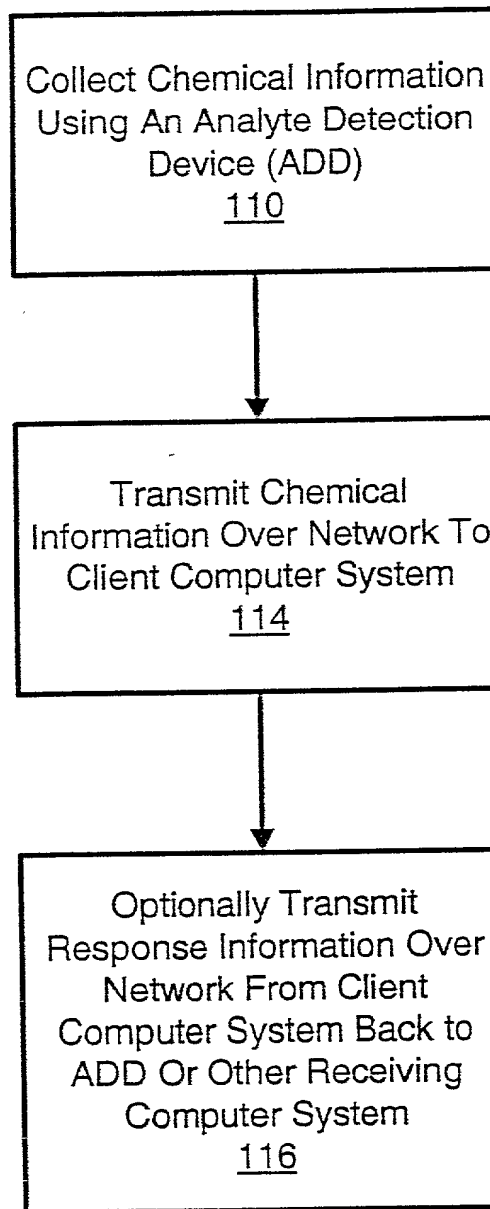 Collect Chemical Information
Using An Analyte Detection
Device (ADD)
110
Transmit Chemical
Information Over Network To
Client Computer System
114
Optionally Transmit
Response Information Over
Network From Client
Computer System Back to
ADD Or Other Receiving
Computer System
116